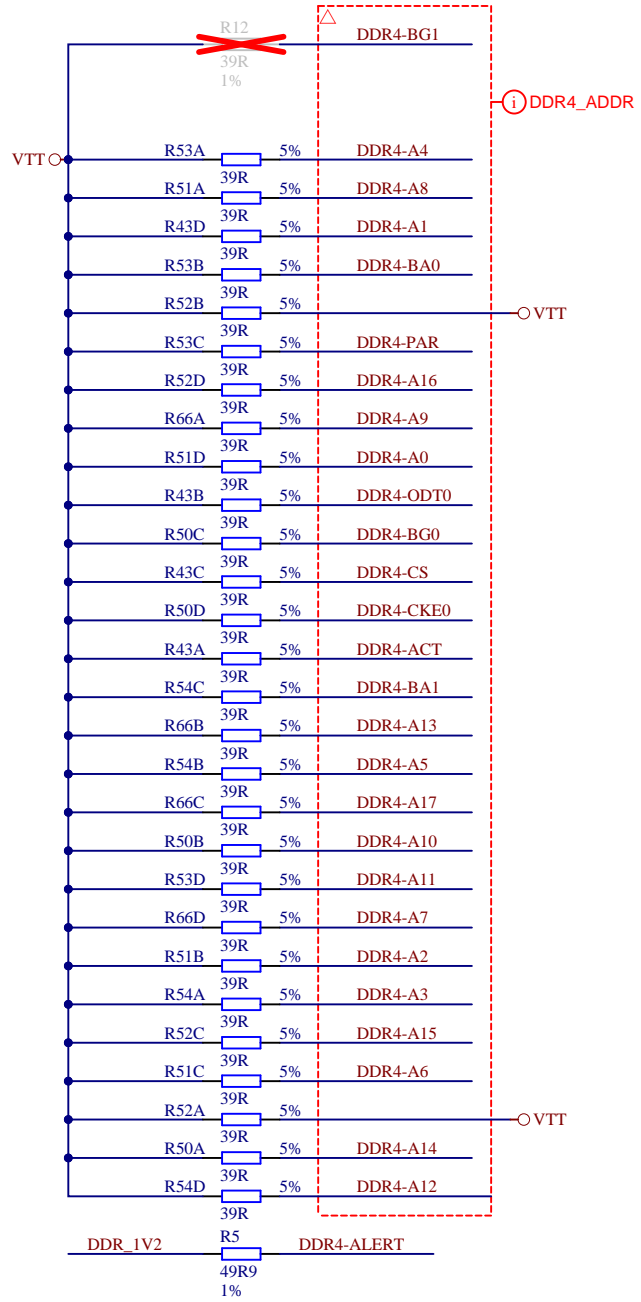 R12 DDR4-BG1
39R
1%
i DDR4_ADDR
VTT R53A 5% DDR4-A4
39R
R51A 5% DDR4-A8
39R
R43D 5% DDR4-A1
39R
R53B 5% DDR4-BA0
39R
R52B 5% VTT
39R
R53C 5% DDR4-PAR
39R
R52D 5% DDR4-A16
39R
R66A 5% DDR4-A9
39R
R51D 5% DDR4-A0
39R
R43B 5% DDR4-ODT0
39R
R50C 5% DDR4-BG0
39R
R43C 5% DDR4-CS
39R
R50D 5% DDR4-CKE0
39R
R43A 5% DDR4-ACT
39R
R54C 5% DDR4-BA1
39R
R66B 5% DDR4-A13
39R
R54B 5% DDR4-A5
39R
R66C 5% DDR4-A17
39R
R50B 5% DDR4-A10
39R
R53D 5% DDR4-A11
39R
R66D 5% DDR4-A7
39R
R51B 5% DDR4-A2
39R
R54A 5% DDR4-A3
39R
R52C 5% DDR4-A15
39R
R51C 5% DDR4-A6
39R
R52A 5% VTT
39R
R50A 5% DDR4-A14
39R
R54D 5% DDR4-A12
39R
DDR_1V2 R5 DDR4-ALERT
49R9
1%